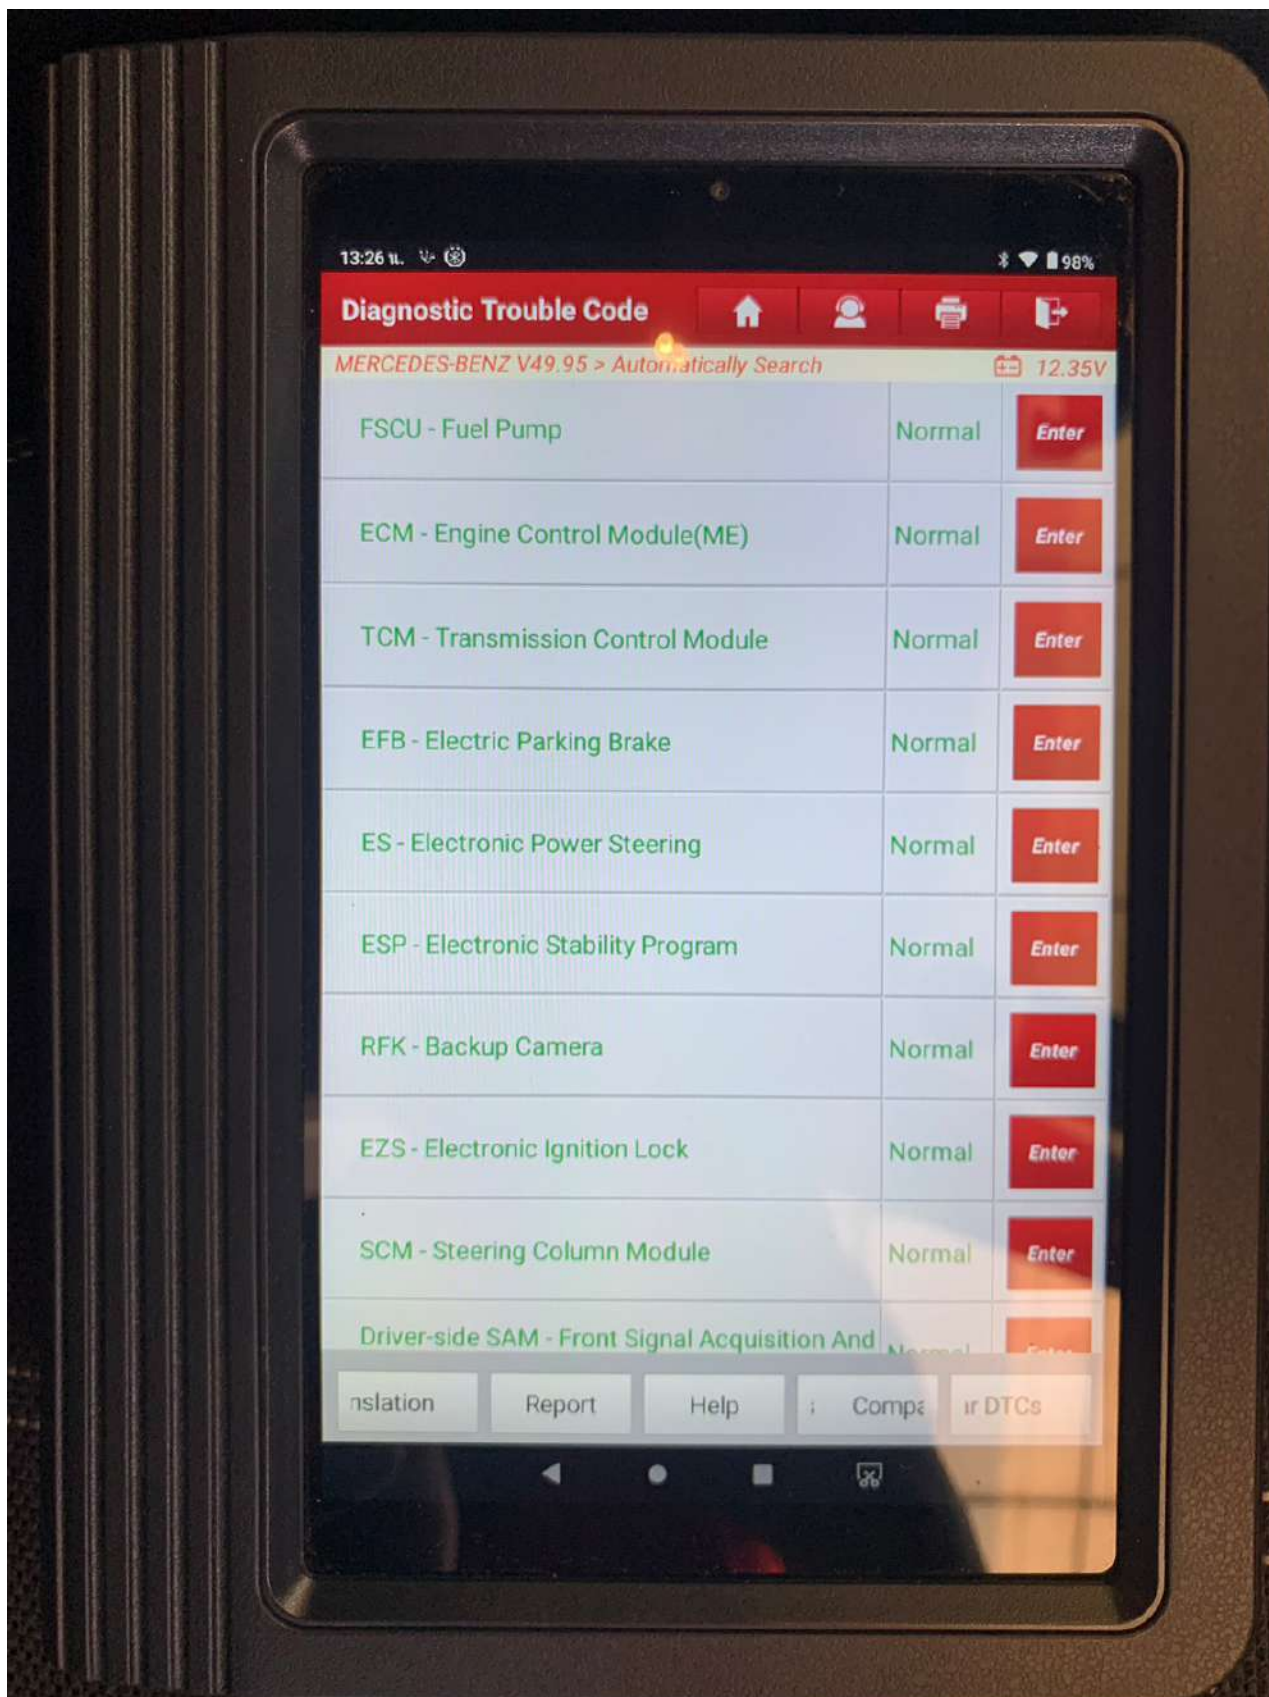 13:26 น.
98%
Diagnostic Trouble Code
MERCEDES-BENZ V49.95 > Automatically Search
12.35V
FSCU - Fuel Pump
Normal
Enter
ECM - Engine Control Module(ME)
Normal
Enter
TCM - Transmission Control Module
Normal
Enter
EFB - Electric Parking Brake
Normal
Enter
ES - Electronic Power Steering
Normal
Enter
ESP - Electronic Stability Program
Normal
Enter
RFK - Backup Camera
Normal
Enter
EZS - Electronic Ignition Lock
Normal
Enter
SCM - Steering Column Module
Normal
Enter
Driver-side SAM - Front Signal Acquisition And
Normal
Enter
nslation
Report
Help
Compa
ir DTCs